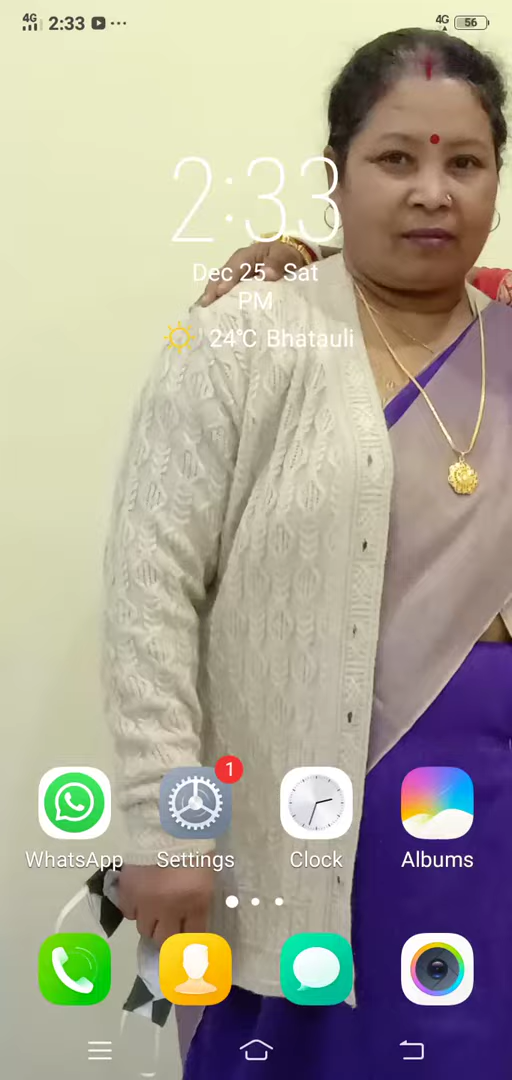 4G 2:33 ... 4G 56
2:33
Dec 25 Sat
PM
24℃ Bhatauli
1
WhatsApp Settings Clock Albums